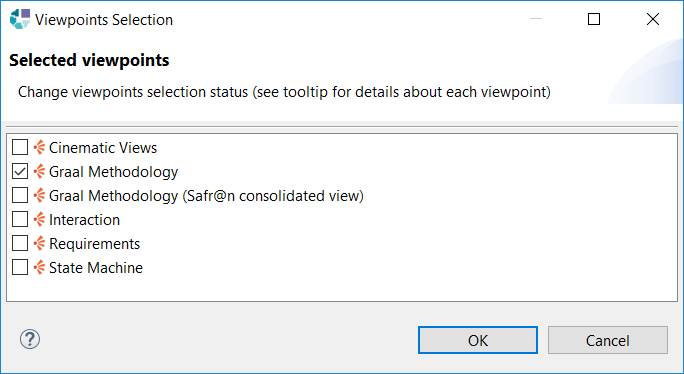 Viewpoints Selection
Selected viewpoints
Change viewpoints selection status (see tooltip for details about each viewpoint)
Cinematic Views
Graal Methodology
Graal Methodology (Safr@n consolidated view)
Interaction
Requirements
State Machine
?
OK
Cancel